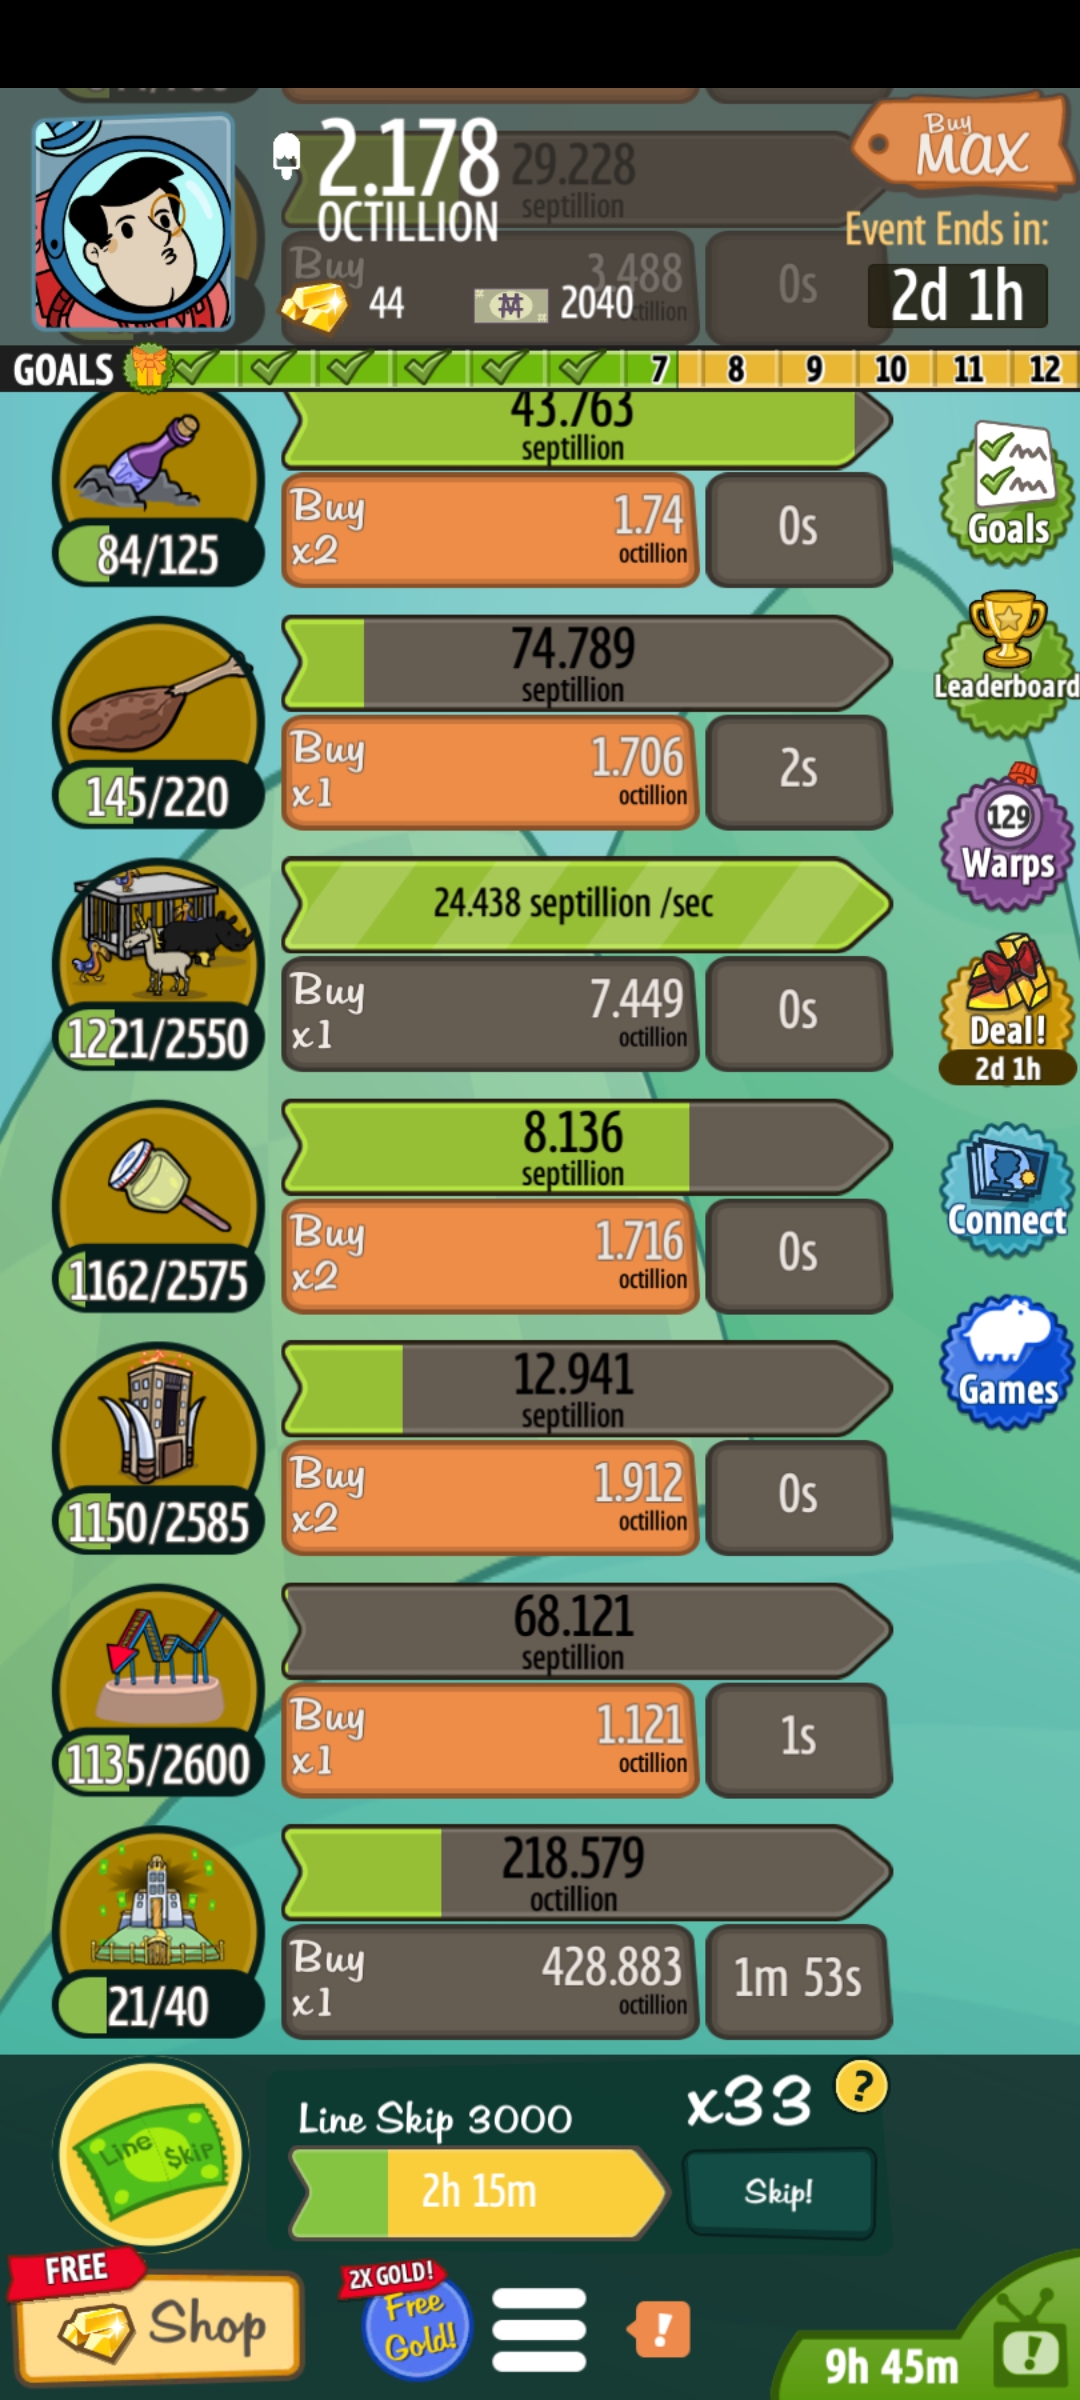 2.178
OCTILLION
29.228
septillion
Buy
MAX
Event Ends in:
2d 1h
Buy
3.488
tillion
0s
44
2040
GOALS
7
8
9
10
11
12
43.763
septillion
84/125
Buy
x2
1.74
octillion
0s
Goals
145/220
74.789
septillion
Buy
x1
1.706
octillion
2s
Leaderboard
1221/2550
24.438 septillion /sec
Buy
x1
7.449
octillion
0s
129
Warps
Deal!
2d 1h
1162/2575
8.136
septillion
Buy
x2
1.716
octillion
0s
Connect
1150/2585
12.941
septillion
Buy
x2
1.912
octillion
0s
Games
1135/2600
68.121
septillion
Buy
x1
1.121
octillion
1s
21/40
218.579
octillion
Buy
x1
428.883
octillion
1m 53s
Line $kip
Line Skip 3000
2h 15m
x33
?
Skip!
FREE
Shop
2X GOLD!
Free
Gold!
!
9h 45m
!